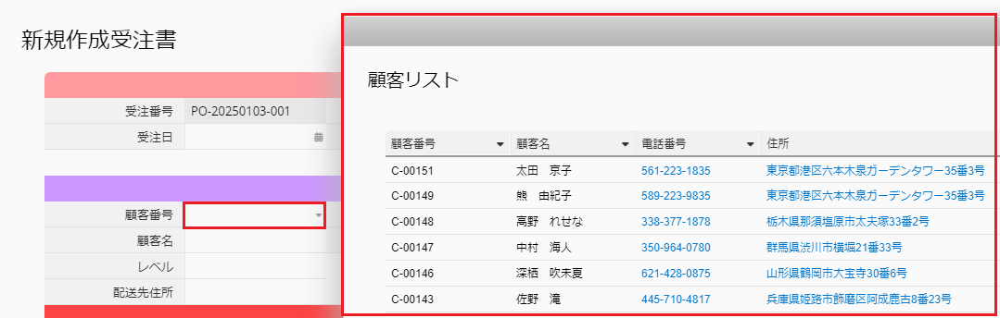 新規作成受注書
受注番号 PO-20250103-001
受注日
顧客番号
顧客名
レベル
配送先住所
顧客リスト
顧客番号 顧客名 電話番号 住所
C-00151 太田　京子 561-223-1835 東京都港区六本木泉ガーデンタワー35番3号
C-00149 熊　由紀子 589-223-9835 東京都港区六本木泉ガーデンタワー35番3号
C-00148 高野　れせな 338-377-1878 栃木県那須塩原市太夫塚33番2号
C-00147 中村　海人 350-964-0780 群馬県渋川市横堀21番33号
C-00146 深栖　吹未夏 621-428-0875 山形県鶴岡市大宝寺30番6号
C-00143 佐野　滝 445-710-4817 兵庫県姫路市飾磨区阿成鹿古8番23号